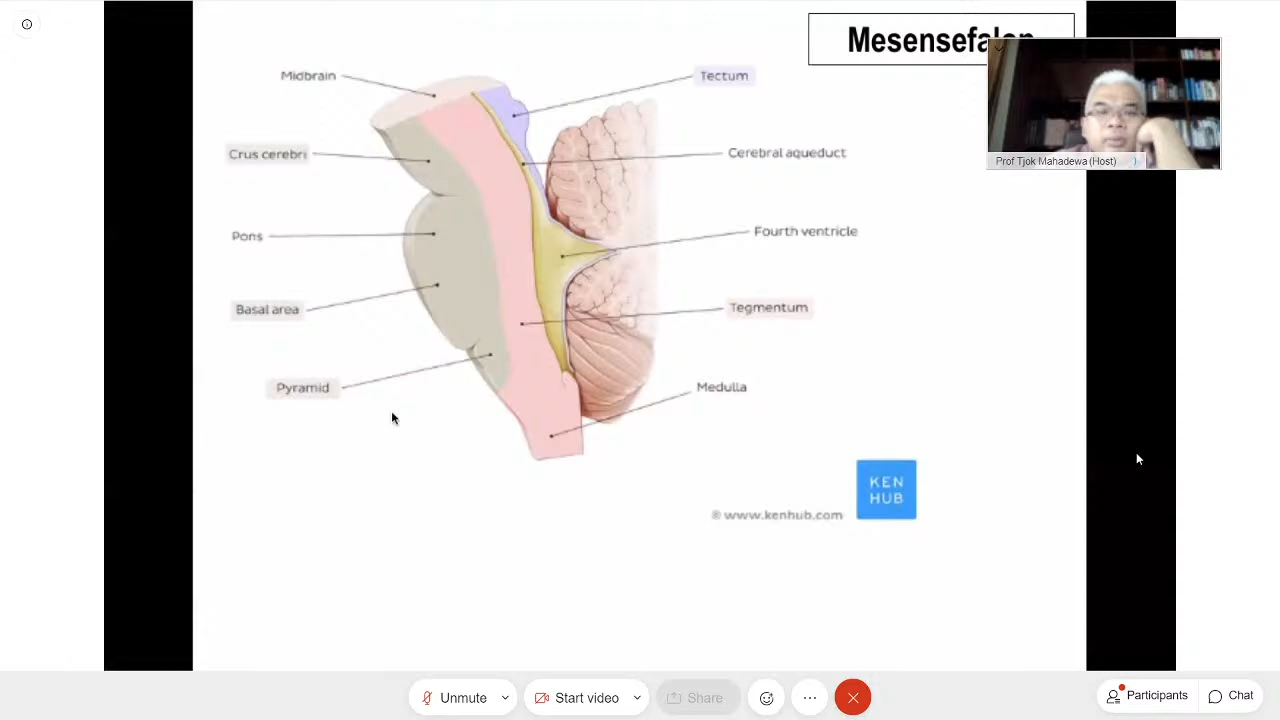 Mesensefalon
Prof Tjok Mahadewa (Host)
Midbrain
Tectum
Crus cerebri
Cerebral aqueduct
Pons
Fourth ventricle
Basal area
Tegmentum
Pyramid
Medulla
KEN
HUB
© www.kenhub.com
Unmute
Start video
Share
Participants
Chat